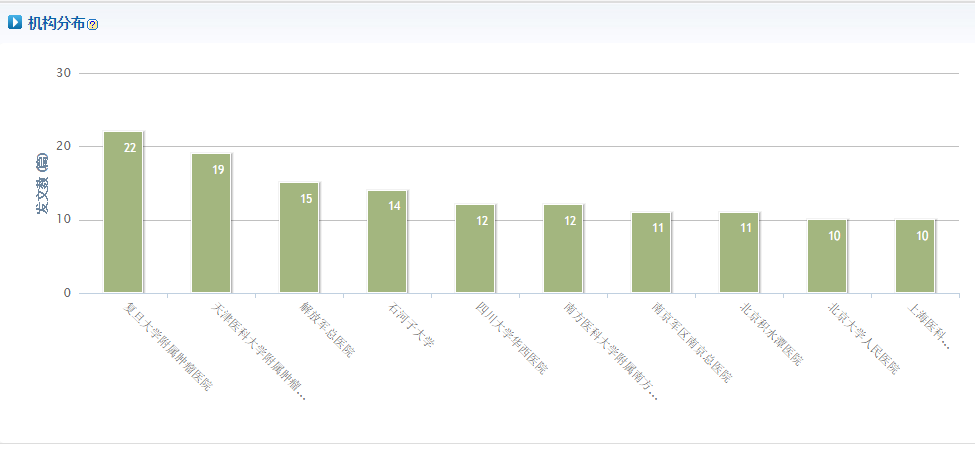 机构分布
30
20
10
0
发文数 (篇)
22
19
15
14
12
12
11
11
10
10
复旦大学附属肿瘤医院
天津医科大学附属肿瘤...
解放军总医院
石河子大学
四川大学华西医院
南方医科大学附属南方...
南京军区南京总医院
北京积水潭医院
北京大学人民医院
上海医科...